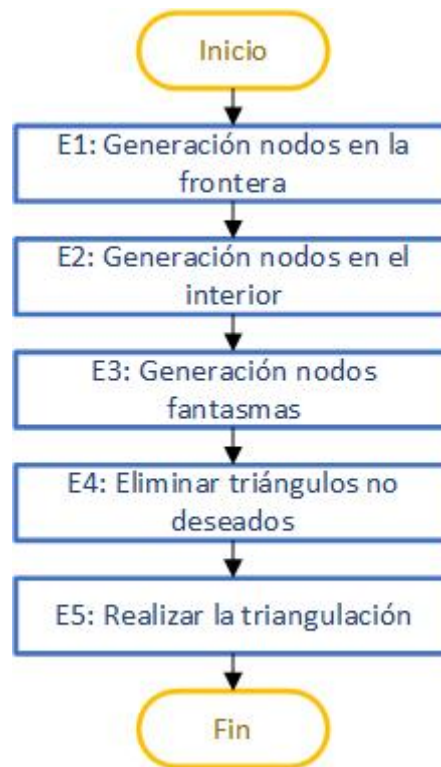 Inicio
E1: Generación nodos en la
frontera
E2: Generación nodos en el
interior
E3: Generación nodos
fantasmas
E4: Eliminar triángulos no
deseados
E5: Realizar la triangulación
Fin